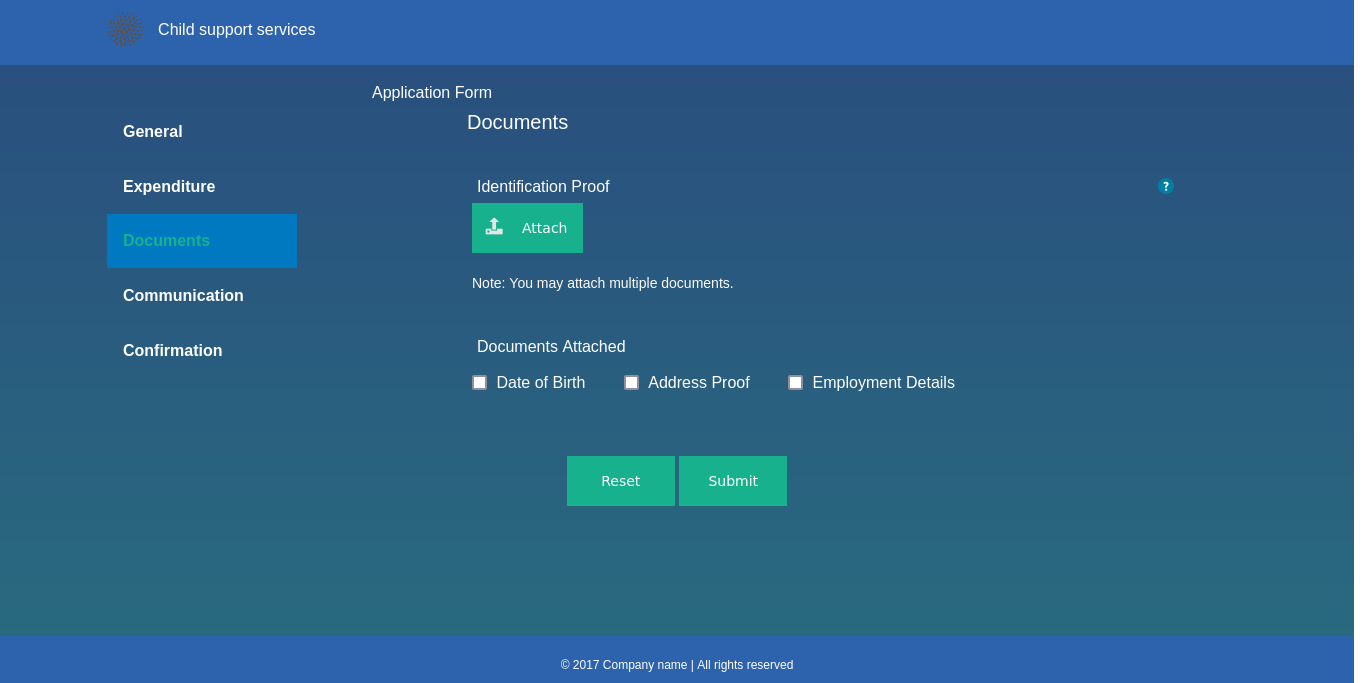 Child support services
Application Form
Documents
General
Expenditure
Documents
Communication
Confirmation
Identification Proof
?
Attach
Note: You may attach multiple documents.
Documents Attached
Date of Birth Address Proof Employment Details
Reset Submit
© 2017 Company name | All rights reserved